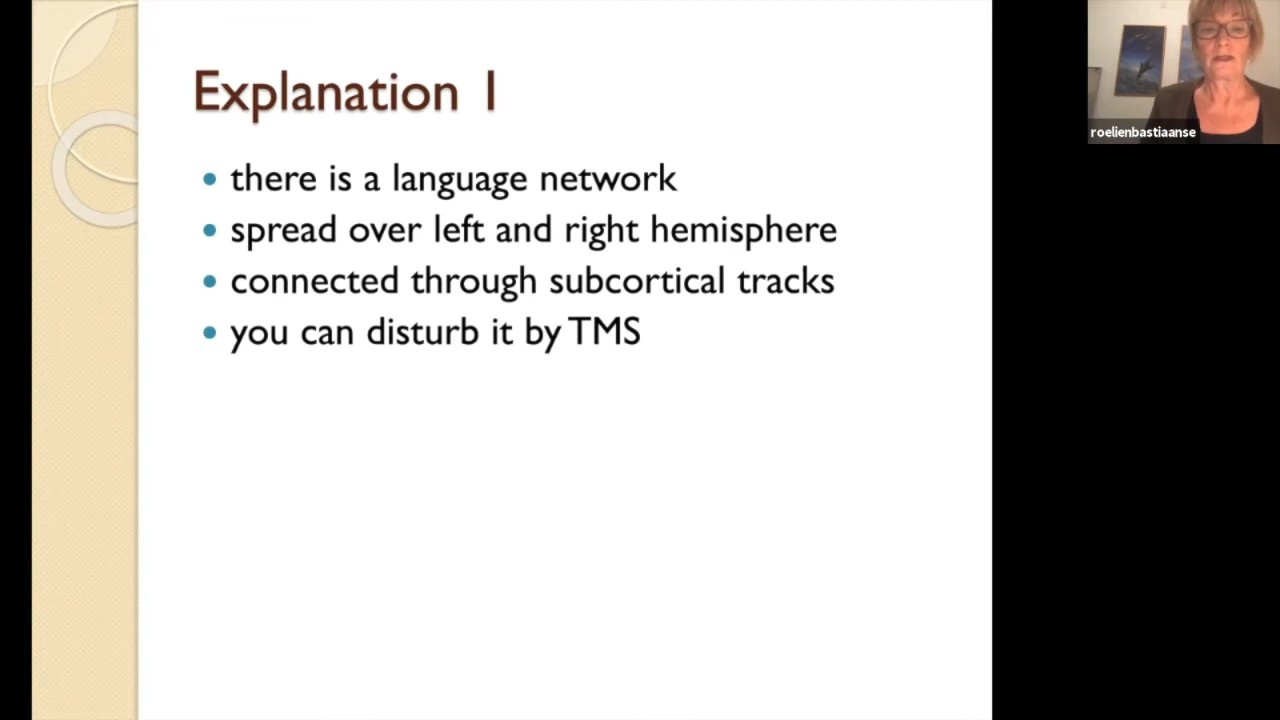 Explanation 1
• there is a language network
• spread over left and right hemisphere
• connected through subcortical tracks
• you can disturb it by TMS
roelienbastiaanse